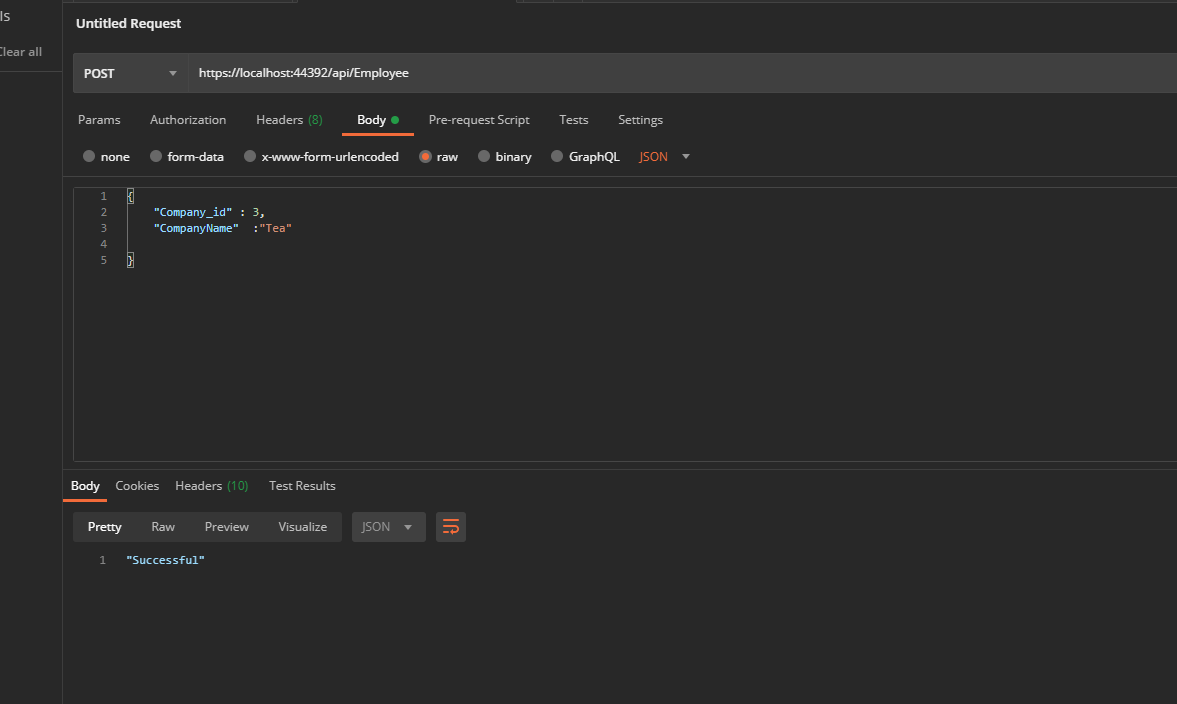 ls
Untitled Request
Clear all
POST https://localhost:44392/api/Employee
Params Authorization Headers (8) Body Pre-request Script Tests Settings
none form-data x-www-form-urlencoded raw binary GraphQL JSON
1 {
2 "Company_id" : 3,
3 "CompanyName" :"Tea"
4
5 }
Body Cookies Headers (10) Test Results
Pretty Raw Preview Visualize JSON
1 "Successful"